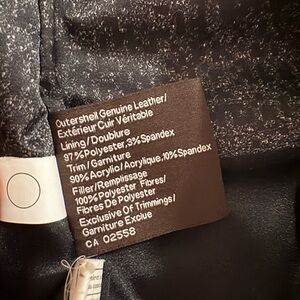 Outershell Genuine Leather/
Extérieur Cuir Véritable
Lining/Doublure
97%Polyester,3%Spandex
Trim/Garniture
90%Acrylic/Acrylique,10%Spandex
Filler/Remplissage
100%Polyester Fibres/
Fibres De Polyester
Exclusive Of Trimmings/
Garniture Exolue
CA 02558